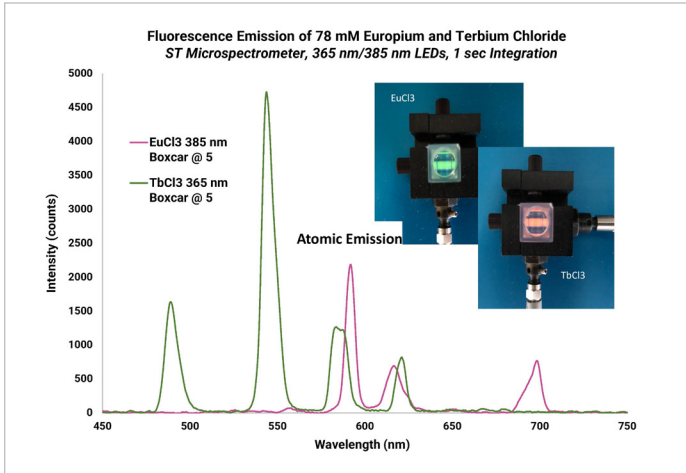 Fluorescence Emission of 78 mM Europium and Terbium Chloride
ST Microspectrometer, 365 nm/385 nm LEDs, 1 sec Integration
5000
4500
4000
3500
3000
2500
2000
1500
1000
500
0
Intensity (counts)
EuCl3 385 nm
Boxcar @ 5
TbCl3 365 nm
Boxcar @ 5
EuCl3
TbCl3
Atomic Emission
450
500
550
600
650
700
750
Wavelength (nm)